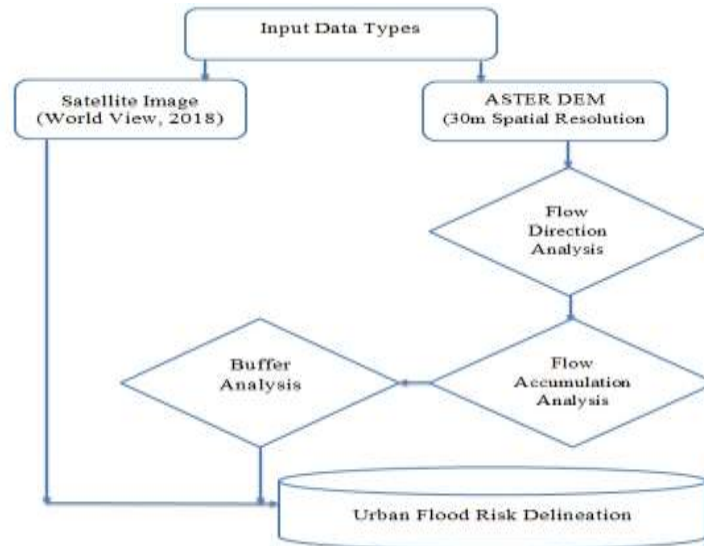 Input Data Types
Satellite Image
(World View, 2018)
ASTER DEM
(30m Spatial Resolution
Flow
Direction
Analysis
Buffer
Analysis
Flow
Accumulation
Analysis
Urban Flood Risk Delineation